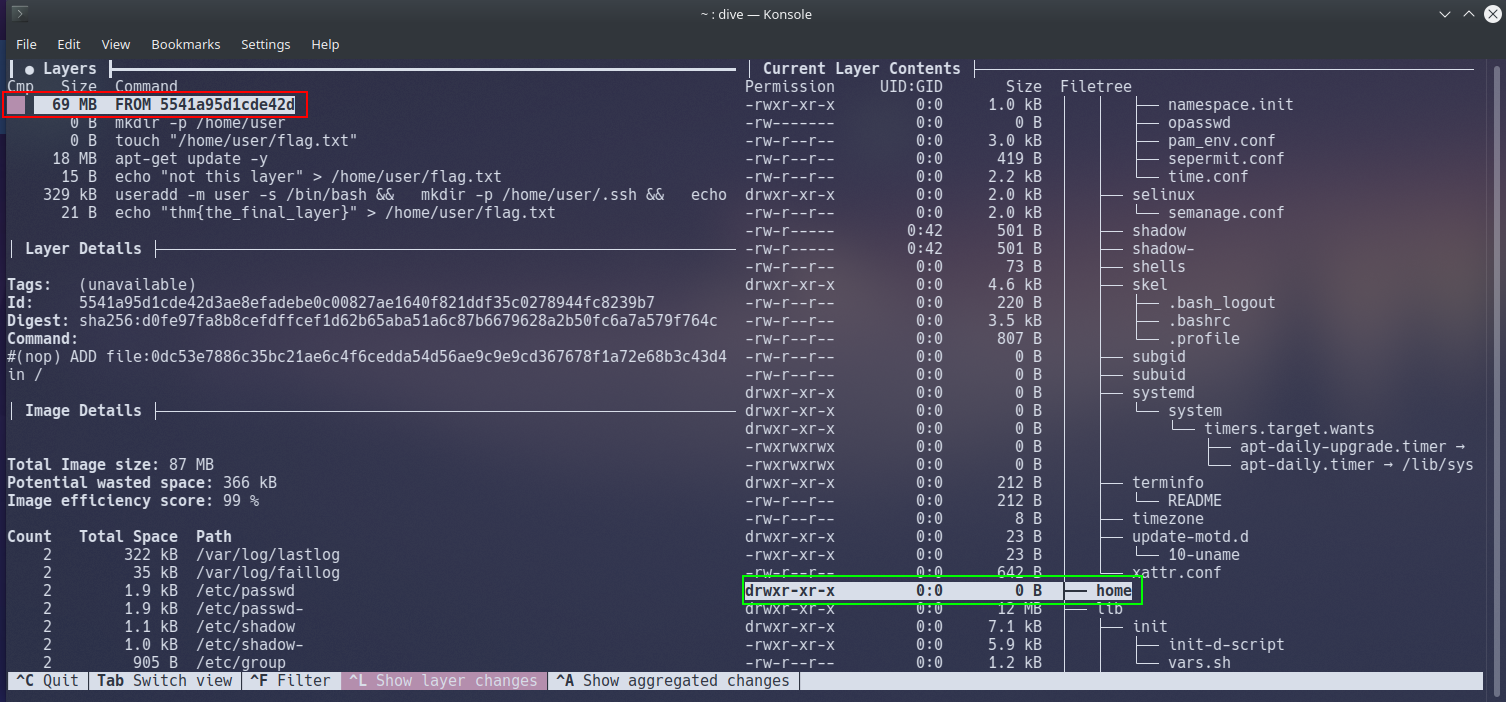 ~ : dive — Konsole
File Edit View Bookmarks Settings Help
│ ● Layers ├
Cmp Size Command
69 MB FROM 5541a95d1cde42d
0 B mkdir -p /home/user
0 B touch "/home/user/flag.txt"
18 MB apt-get update -y
15 B echo "not this layer" > /home/user/flag.txt
329 kB useradd -m user -s /bin/bash && mkdir -p /home/user/.ssh && echo
21 B echo "thm{the_final_layer}" > /home/user/flag.txt
│ Layer Details ├
Tags: (unavailable)
Id: 5541a95d1cde42d3ae8efadebe0c00827ae1640f821ddf35c0278944fc8239b7
Digest: sha256:d0fe97fa8b8cefdffcef1d62b65aba51a6c87b6679628a2b50fc6a7a579f764c
Command:
#(nop) ADD file:0dc53e7886c35bc21ae6c4f6cedda54d56ae9c9e9cd367678f1a72e68b3c43d4
in /
│ Image Details ├
Total Image size: 87 MB
Potential wasted space: 366 kB
Image efficiency score: 99 %
Count Total Space Path
2 322 kB /var/log/lastlog
2 35 kB /var/log/faillog
2 1.9 kB /etc/passwd
2 1.9 kB /etc/passwd-
2 1.1 kB /etc/shadow
2 1.0 kB /etc/shadow-
2 905 B /etc/group
│ Current Layer Contents ├
Permission UID:GID Size Filetree
-rwxr-xr-x 0:0 1.0 kB │ │ ├── namespace.init
-rw------- 0:0 0 B │ │ ├── opasswd
-rw-r--r-- 0:0 3.0 kB │ │ ├── pam_env.conf
-rw-r--r-- 0:0 419 B │ │ ├── sepermit.conf
-rw-r--r-- 0:0 2.2 kB │ │ └── time.conf
drwxr-xr-x 0:0 2.0 kB │ ├── selinux
-rw-r--r-- 0:0 2.0 kB │ │ └── semanage.conf
-rw-r----- 0:42 501 B │ ├── shadow
-rw-r----- 0:42 501 B │ ├── shadow-
-rw-r--r-- 0:0 73 B │ ├── shells
drwxr-xr-x 0:0 4.6 kB │ ├── skel
-rw-r--r-- 0:0 220 B │ │ ├── .bash_logout
-rw-r--r-- 0:0 3.5 kB │ │ ├── .bashrc
-rw-r--r-- 0:0 807 B │ │ └── .profile
-rw-r--r-- 0:0 0 B │ ├── subgid
-rw-r--r-- 0:0 0 B │ ├── subuid
drwxr-xr-x 0:0 0 B │ ├── systemd
drwxr-xr-x 0:0 0 B │ │ └── system
drwxr-xr-x 0:0 0 B │ │ └── timers.target.wants
-rwxrwxrwx 0:0 0 B │ │ ├── apt-daily-upgrade.timer →
-rwxrwxrwx 0:0 0 B │ │ └── apt-daily.timer → /lib/sys
drwxr-xr-x 0:0 212 B │ ├── terminfo
-rw-r--r-- 0:0 212 B │ │ └── README
-rw-r--r-- 0:0 8 B │ ├── timezone
drwxr-xr-x 0:0 23 B │ ├── update-motd.d
-rwxr-xr-x 0:0 23 B │ │ └── 10-uname
-rw-r--r-- 0:0 642 B │ └── xattr.conf
drwxr-xr-x 0:0 0 B ├── home
drwxr-xr-x 0:0 12 MB ├── lib
drwxr-xr-x 0:0 7.1 kB │ ├── init
-rwxr-xr-x 0:0 5.9 kB │ │ ├── init-d-script
-rwxr-xr-x 0:0 1.2 kB │ │ └── vars.sh
^C Quit │ Tab Switch view │ ^F Filter │ ^L Show layer changes │ ^A Show aggregated changes │